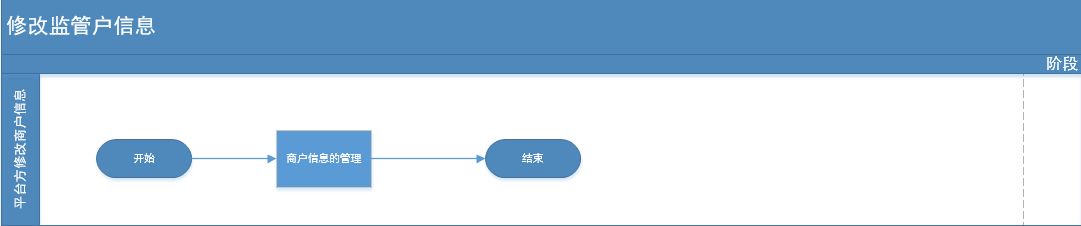 修改监管户信息
阶段
平台方修改商户信息
开始
商户信息的管理
结束